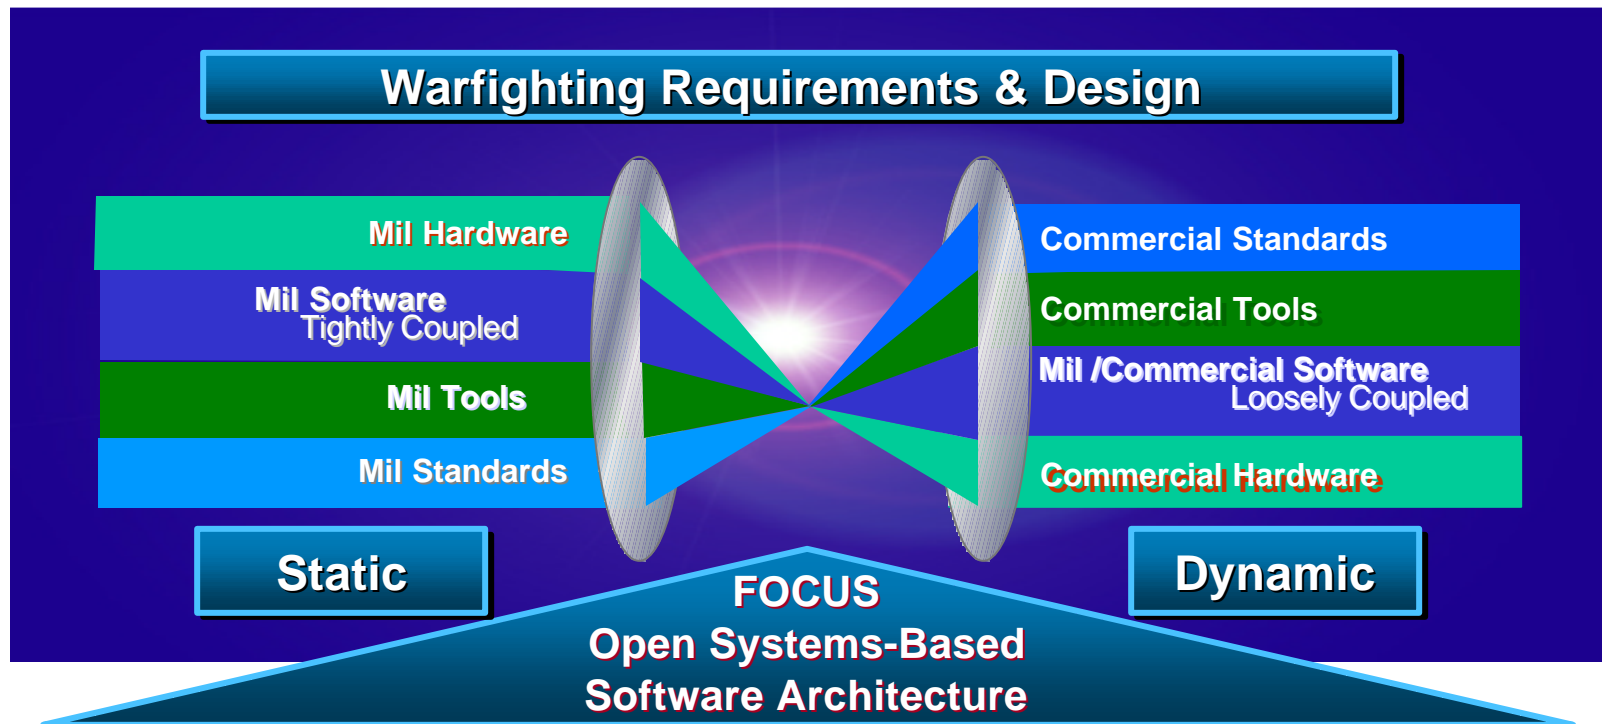 Warfighting Requirements & Design
Mil Hardware
Mil Software
Tightly Coupled
Mil Tools
Mil Standards
Commercial Standards
Commercial Tools
Mil /Commercial Software
Loosely Coupled
Commercial Hardware
Static
Dynamic
FOCUS
Open Systems-Based
Software Architecture